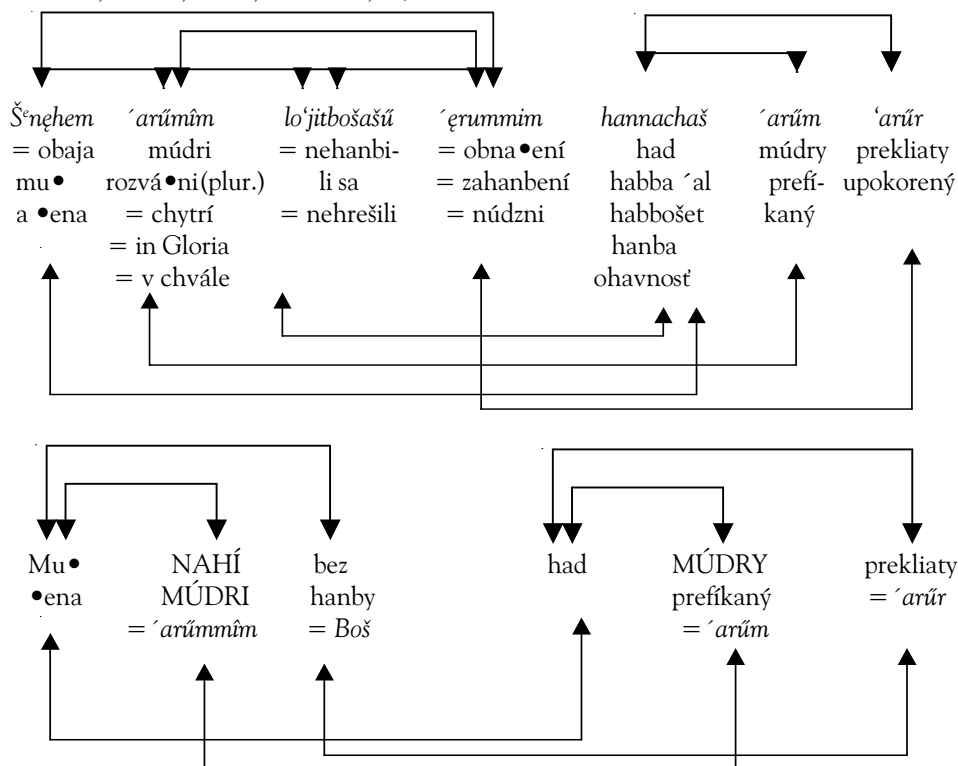 Šᵉnęhem
= obaja
mu●
a ●ena
´arűmîm
múdri
rozvá●ni(plur.)
= chytrí
= in Gloria
= v chvále
lo‘jitbošašű
= nehanbi-
li sa
= nehrešili
´ęrummim
= obna●ení
= zahanbení
= núdzni
hannachaš
had
habba ´al
habbošet
hanba
ohavnosť
´arűm
múdry
prefí-
kaný
‘arűr
prekliaty
upokorený
Mu●
●ena
NAHÍ
MÚDRI
= ´arűmmîm
bez
hanby
= Boš
had
MÚDRY
prefíkaný
= ´arűm
prekliaty
= ´arűr